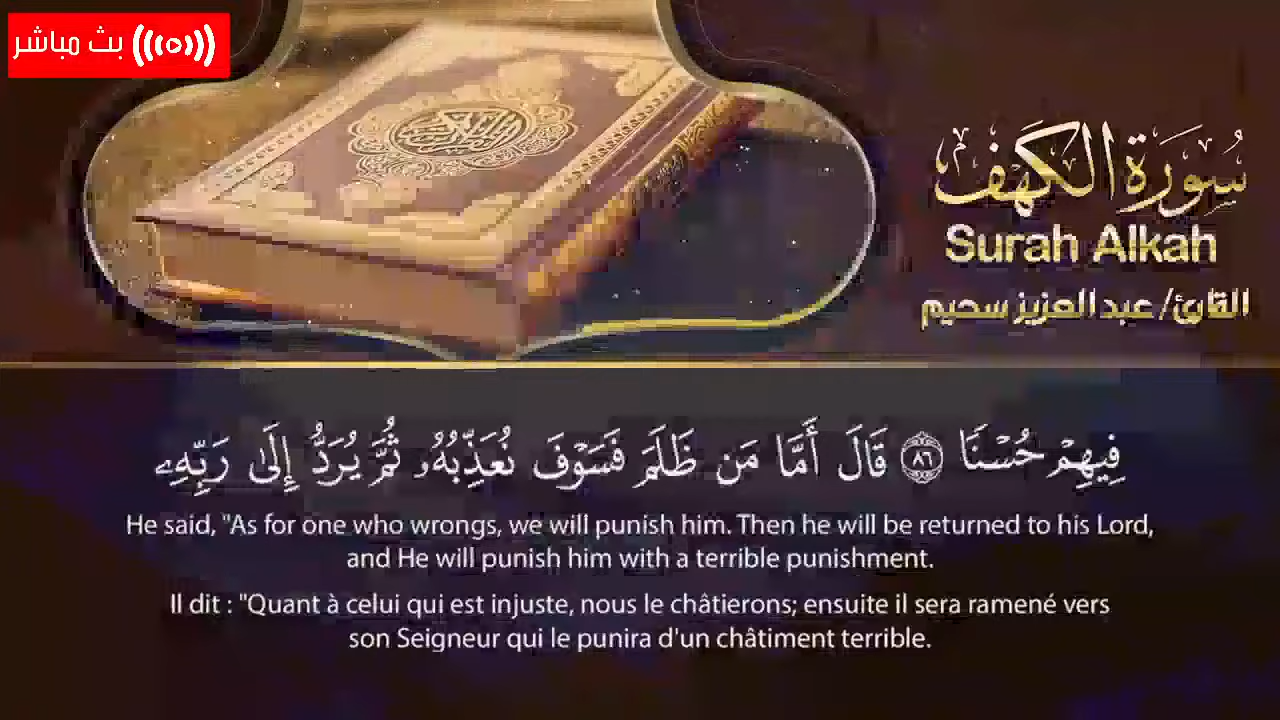 بث مباشر
سُورَة الكَهف
Surah Alkah
القارئ/ عبد العزيز سحيم
فِيهِمْ حُسْنًا ٨٦ قَالَ أَمَّا مَن ظَلَمَ فَسَوْفَ نُعَذِّبُهُۥ ثُمَّ يُرَدُّ إِلَىٰ رَبِّهِۦ
He said, "As for one who wrongs, we will punish him. Then he will be returned to his Lord,
and He will punish him with a terrible punishment.
Il dit : "Quant à celui qui est injuste, nous le châtierons; ensuite il sera ramené vers
son Seigneur qui le punira d'un châtiment terrible.